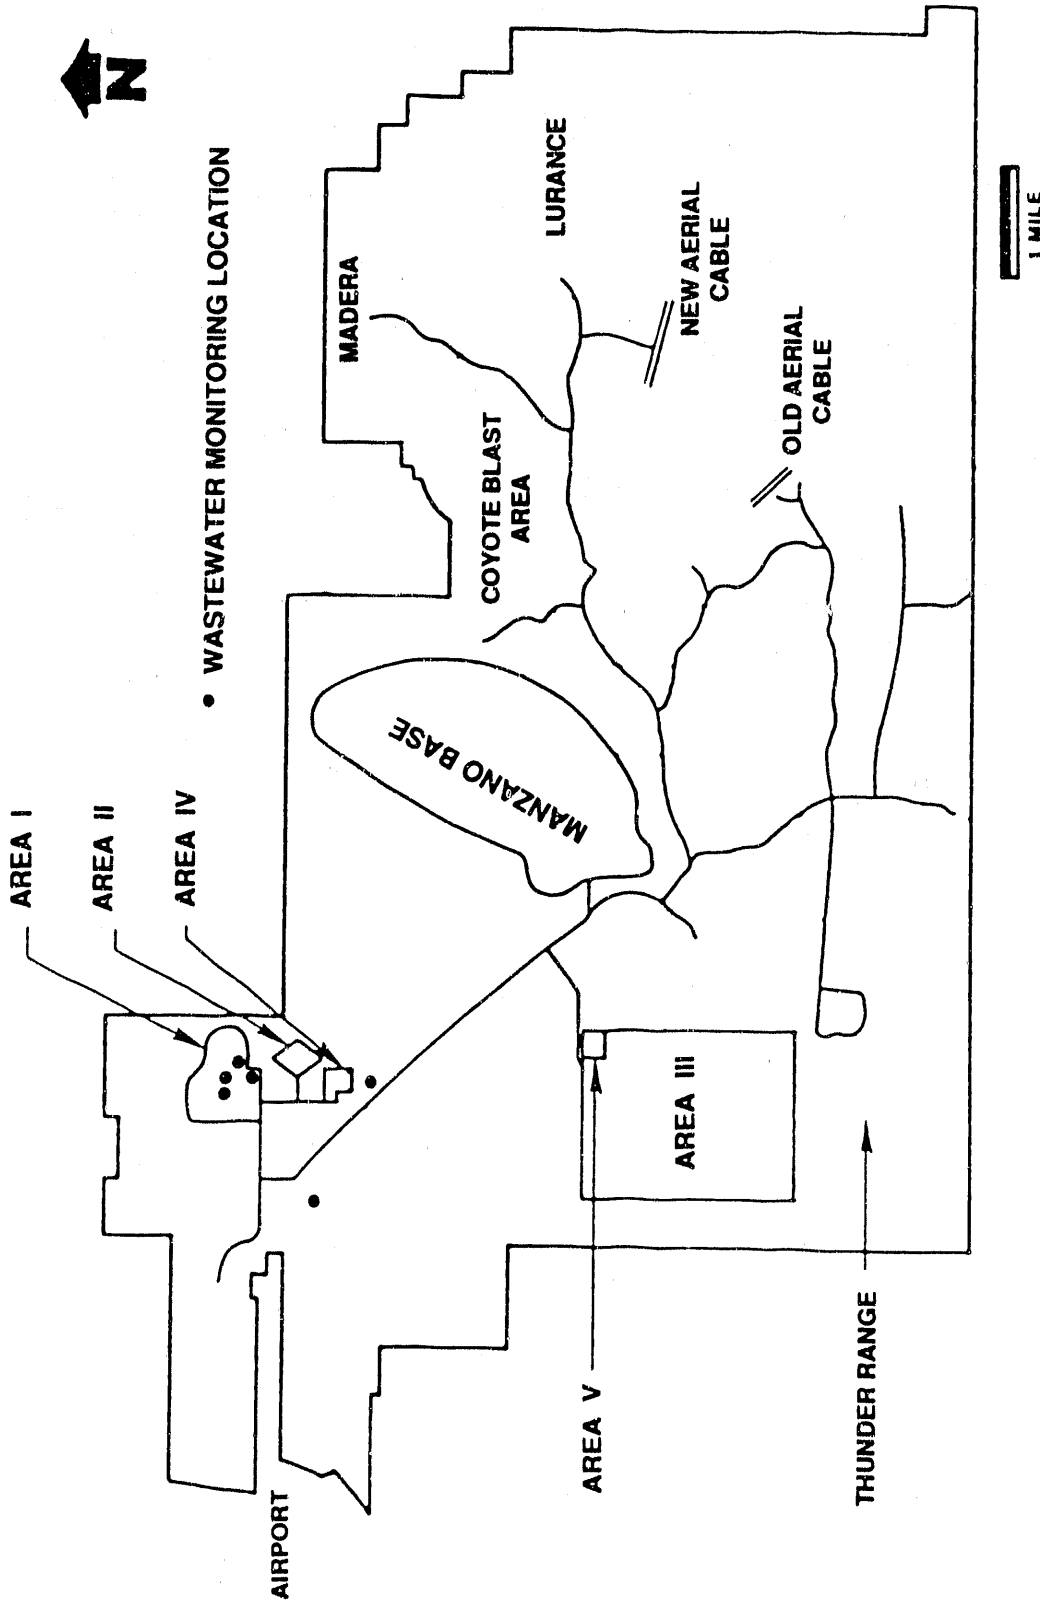 N
• WASTEWATER MONITORING LOCATION
AREA I
AREA II
AREA IV
AIRPORT
MADERA
MANZANO BASE
COYOTE BLAST
AREA
LURANCE
NEW AERIAL
CABLE
OLD AERIAL
CABLE
AREA V
AREA III
THUNDER RANGE
1 MILE